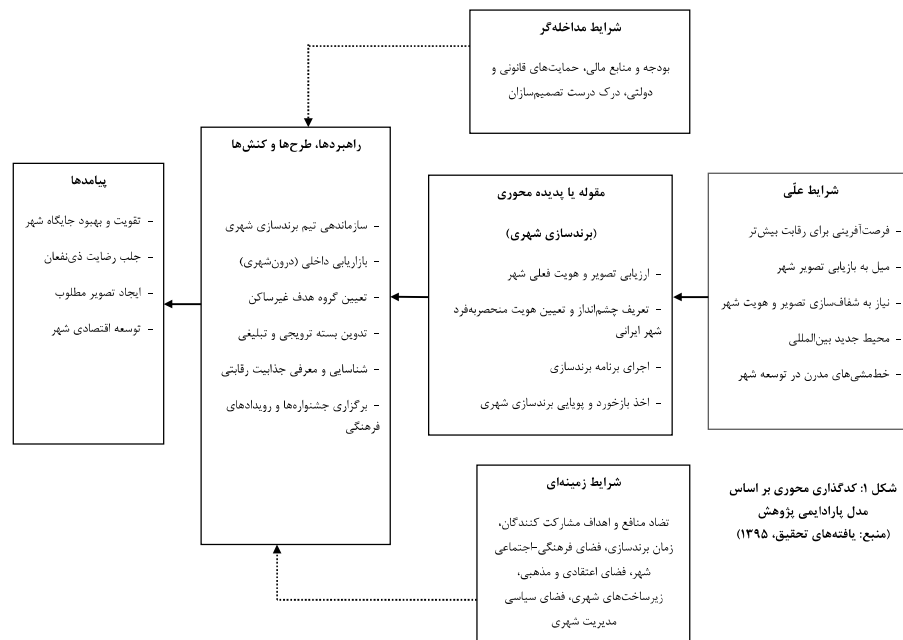 شرایط مداخله‌گر
بودجه و منابع مالی، حمایت‌های قانونی و
دولتی، درک درست تصمیم‌سازان
شرایط علّی
- فرصت‌آفرینی برای رقابت بیش‌تر
- میل به بازیابی تصویر شهر
- نیاز به شفاف‌سازی تصویر و هویت شهر
- محیط جدید بین‌المللی
- خط‌مشی‌های مدرن در توسعه شهر
مقوله یا پدیده محوری
(برندسازی شهری)
- ارزیابی تصویر و هویت فعلی شهر
- تعریف چشم‌انداز و تعیین هویت منحصربه‌فرد
شهر ایرانی
- اجرای برنامه برندسازی
- اخذ بازخورد و پویایی برندسازی شهری
راهبردها، طرح‌ها و کنش‌ها
- سازماندهی تیم برندسازی شهری
- بازاریابی داخلی (درون‌شهری)
- تعیین گروه هدف غیرساکن
- تدوین بسته ترویجی و تبلیغی
- شناسایی و معرفی جذابیت رقابتی
- برگزاری جشنواره‌ها و رویدادهای
فرهنگی
پیامدها
- تقویت و بهبود جایگاه شهر
- جلب رضایت ذی‌نفعان
- ایجاد تصویر مطلوب
- توسعه اقتصادی شهر
شرایط زمینه‌ای
تضاد منافع و اهداف مشارکت کنندگان،
زمان برندسازی، فضای فرهنگی-اجتماعی
شهر، فضای اعتقادی و مذهبی،
زیرساخت‌های شهری، فضای سیاسی
مدیریت شهری
شکل ۱: کدگذاری محوری بر اساس
مدل پارادایمی پژوهش
(منبع: یافته‌های تحقیق، ۱۳۹۵)